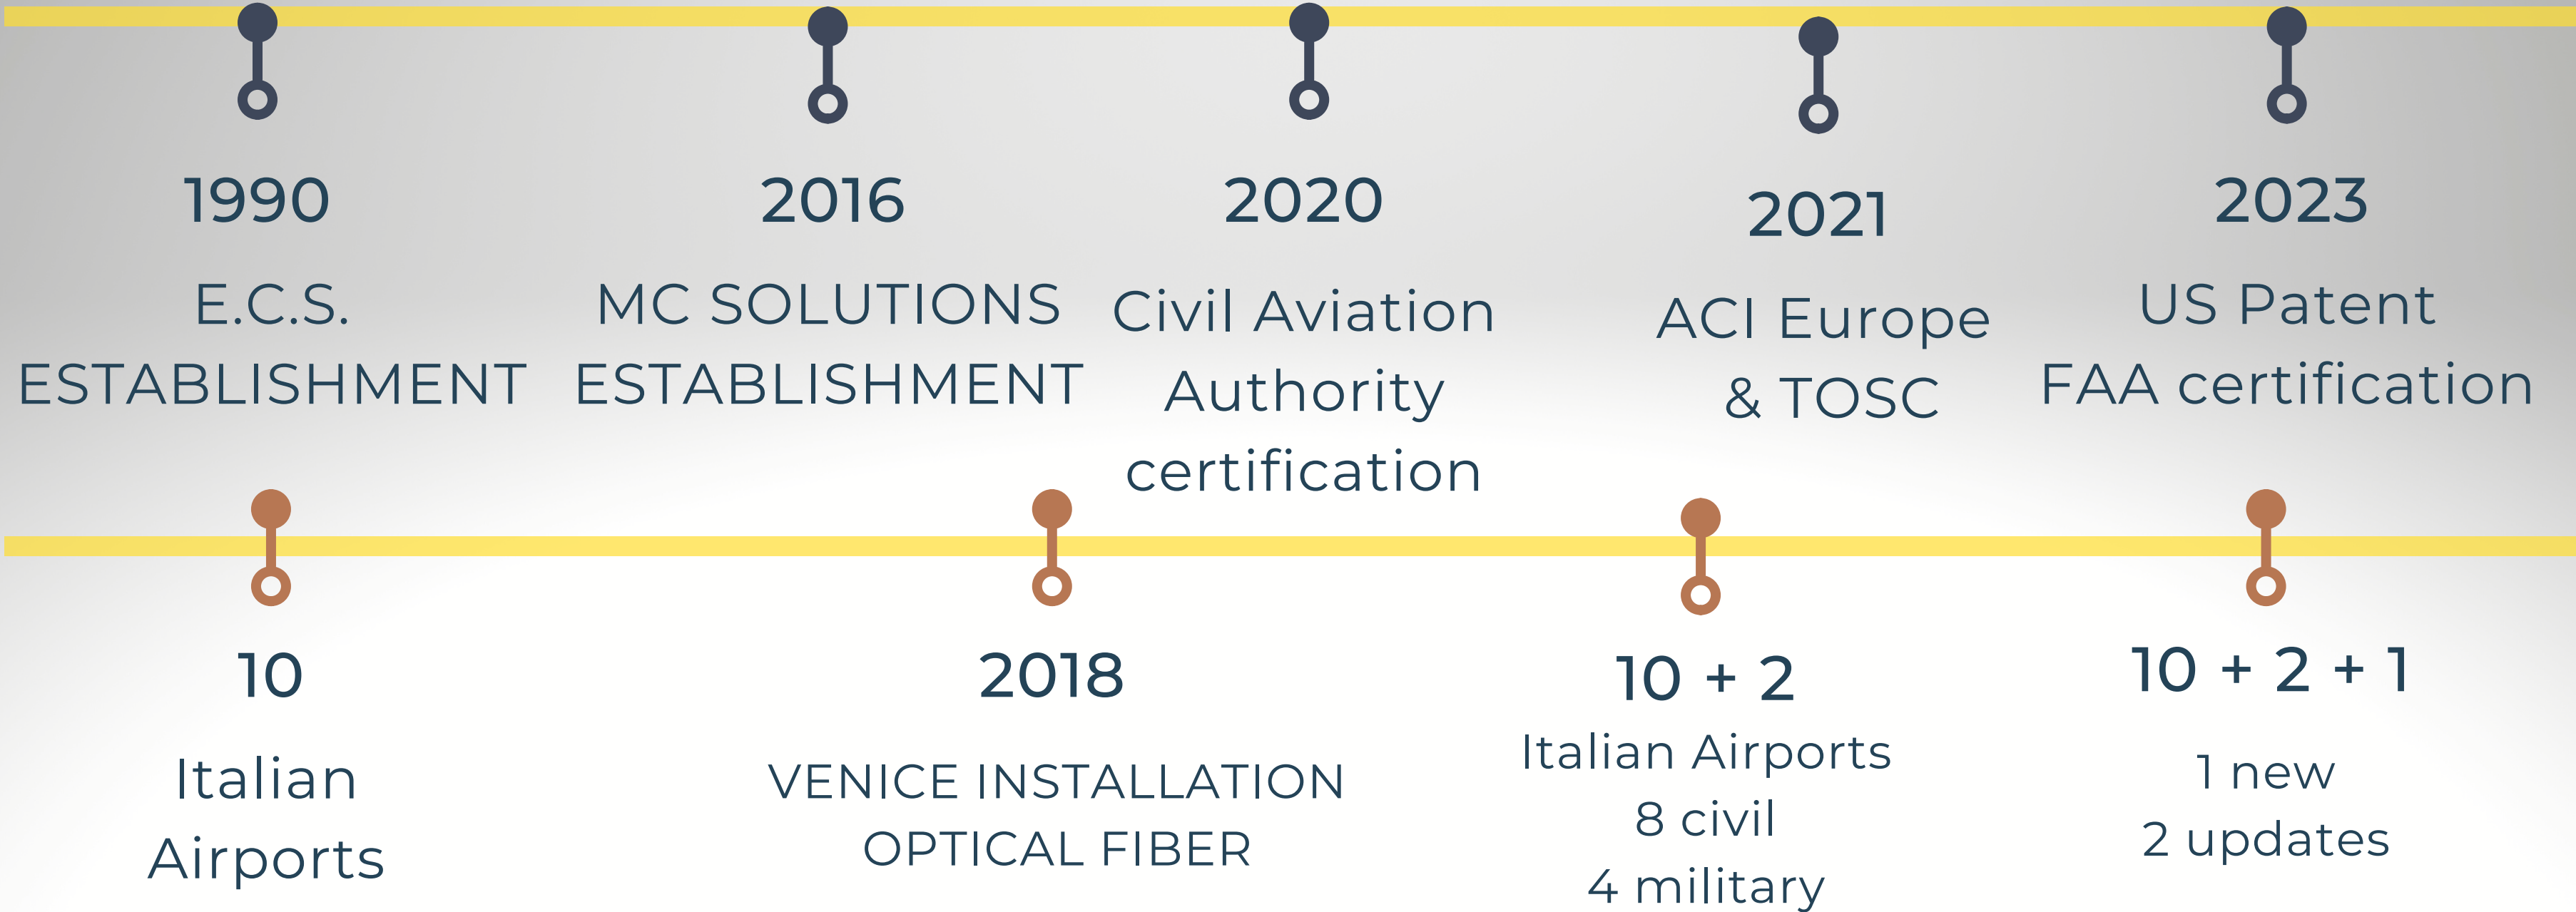 1990
E.C.S.
ESTABLISHMENT
2016
MC SOLUTIONS
ESTABLISHMENT
2020
Civil Aviation
Authority
certification
2021
ACI Europe
& TOSC
2023
US Patent
FAA certification
10
Italian
Airports
2018
VENICE INSTALLATION
OPTICAL FIBER
10 + 2
Italian Airports
8 civil
4 military
10 + 2 + 1
1 new
2 updates